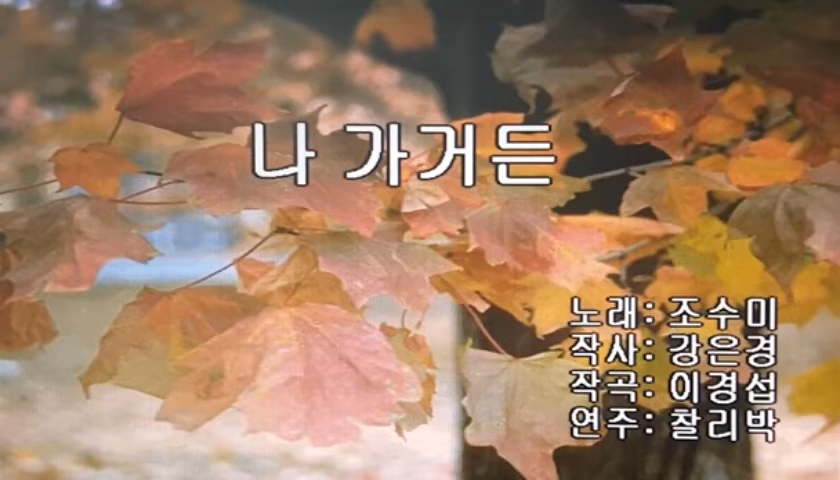 나 가거든
노래: 조수미
작사: 강은경
작곡: 이경섭
연주: 찰리박